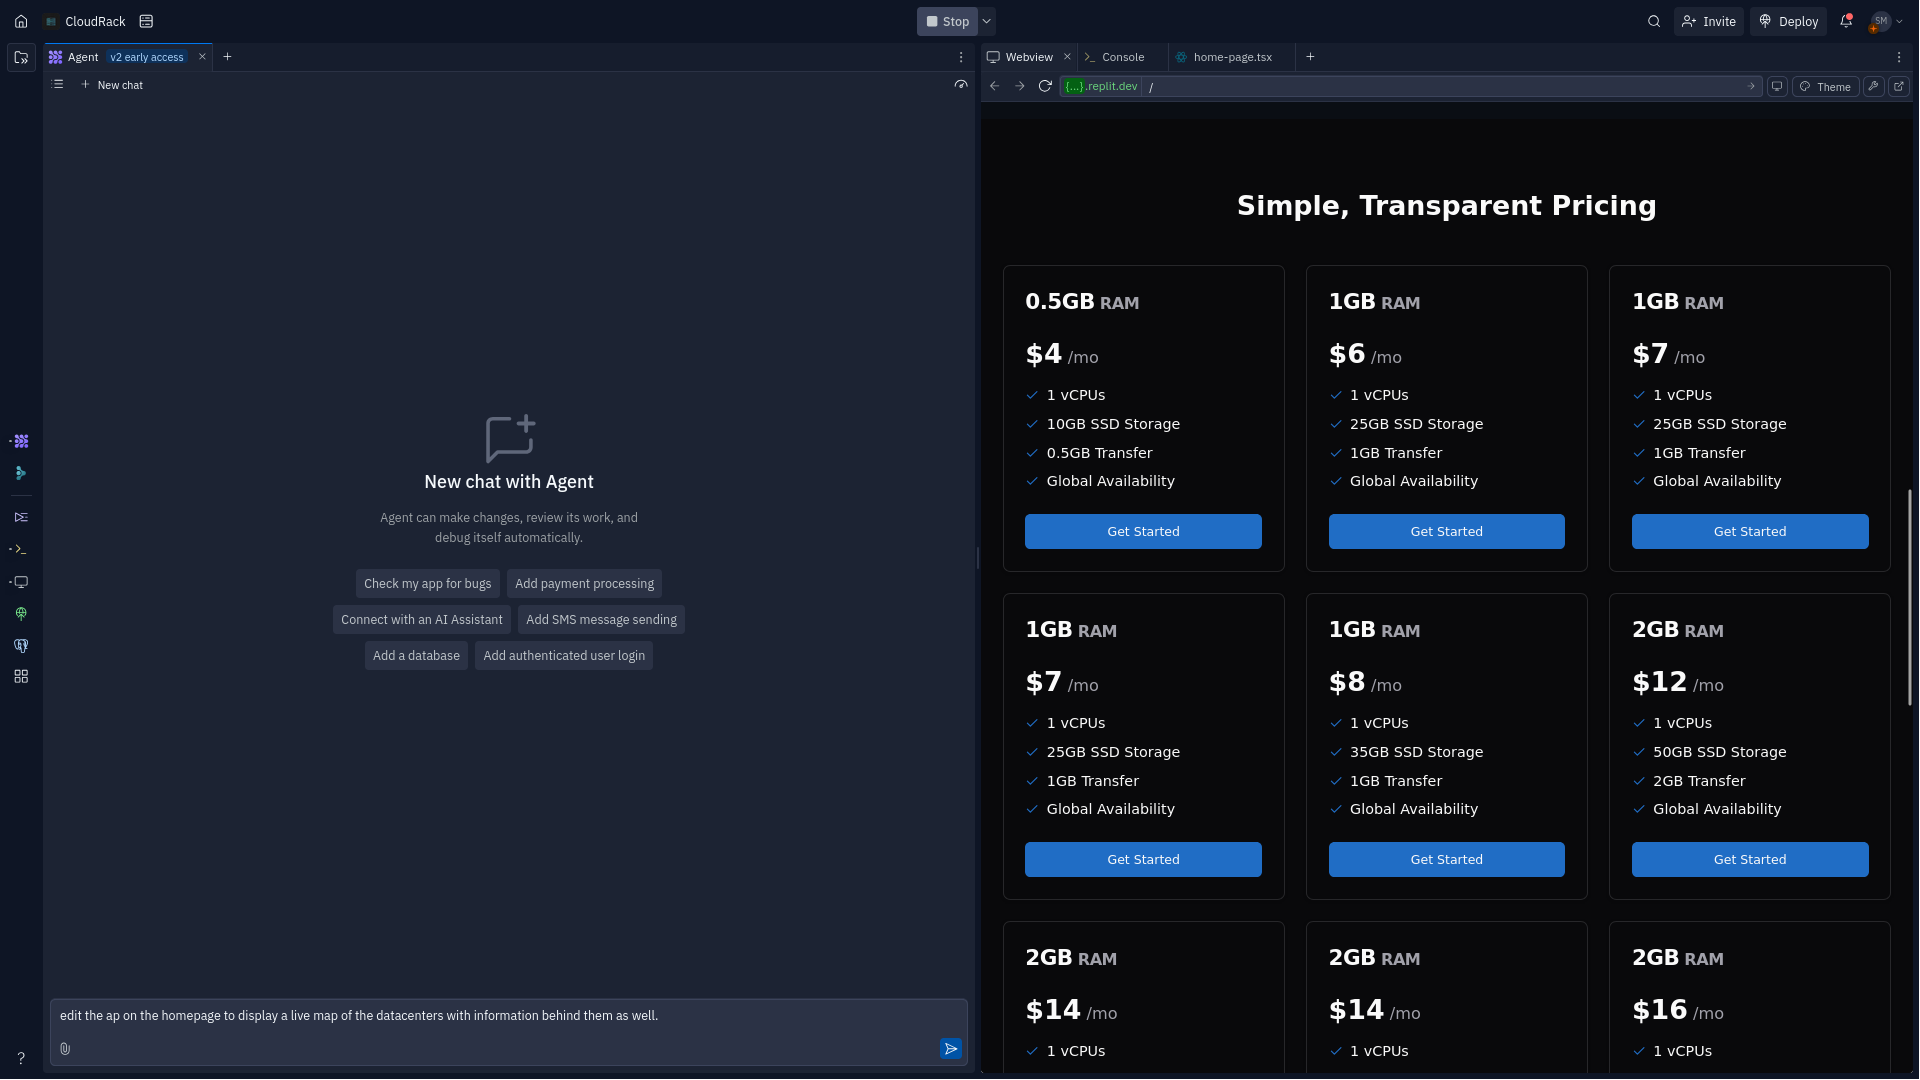 CloudRack
Stop
Invite
Deploy
SM
Agent v2 early access
New chat
New chat with Agent
Agent can make changes, review its work, and
debug itself automatically.
Check my app for bugs
Add payment processing
Connect with an AI Assistant
Add SMS message sending
Add a database
Add authenticated user login
edit the ap on the homepage to display a live map of the datacenters with information behind them as well.
?
Webview
Console
home-page.tsx
{...}.replit.dev
/
Theme
Simple, Transparent Pricing
0.5GB RAM
$4 /mo
1 vCPUs
10GB SSD Storage
0.5GB Transfer
Global Availability
Get Started
1GB RAM
$6 /mo
1 vCPUs
25GB SSD Storage
1GB Transfer
Global Availability
Get Started
1GB RAM
$7 /mo
1 vCPUs
25GB SSD Storage
1GB Transfer
Global Availability
Get Started
1GB RAM
$7 /mo
1 vCPUs
25GB SSD Storage
1GB Transfer
Global Availability
Get Started
1GB RAM
$8 /mo
1 vCPUs
35GB SSD Storage
1GB Transfer
Global Availability
Get Started
2GB RAM
$12 /mo
1 vCPUs
50GB SSD Storage
2GB Transfer
Global Availability
Get Started
2GB RAM
$14 /mo
1 vCPUs
2GB RAM
$14 /mo
1 vCPUs
2GB RAM
$16 /mo
1 vCPUs